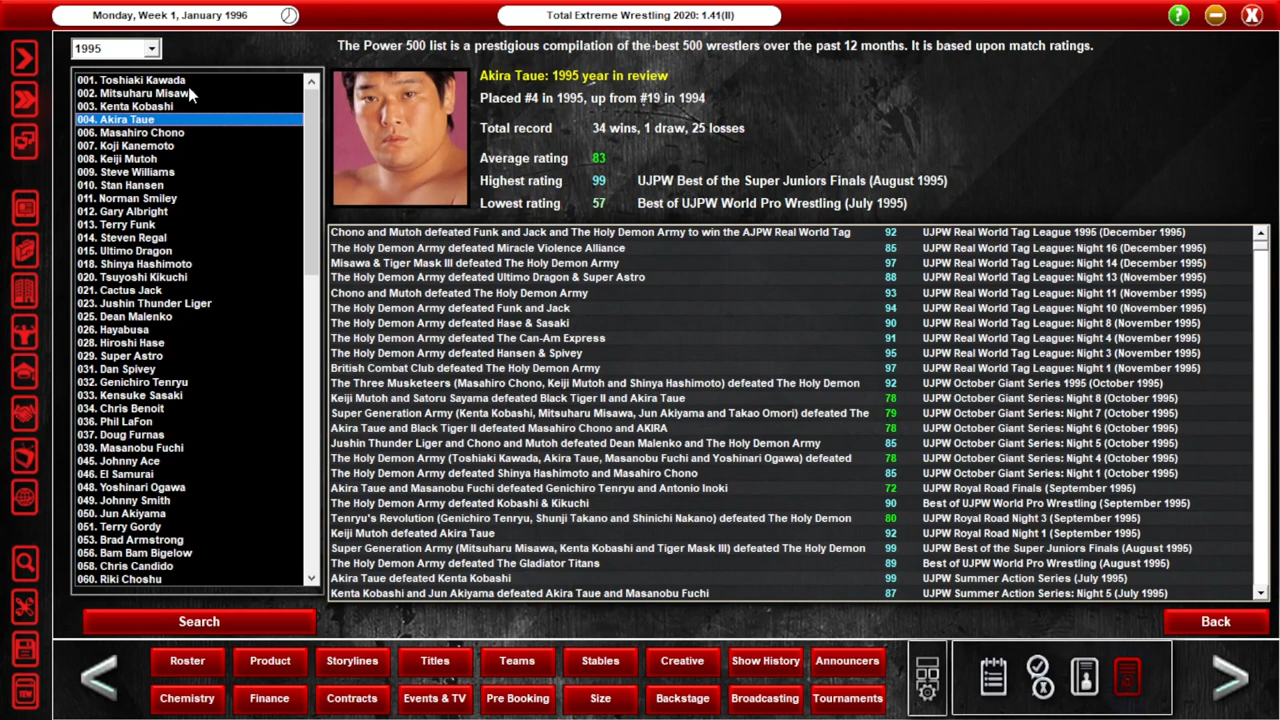 Monday, Week 1, January 1996
Total Extreme Wrestling 2020: 1.41(II)
1995
The Power 500 list is a prestigious compilation of the best 500 wrestlers over the past 12 months. It is based upon match ratings.
001. Toshiaki Kawada
002. Mitsuharu Misawa
003. Kenta Kobashi
004. Akira Taue
006. Masahiro Chono
007. Koji Kanemoto
008. Keiji Mutoh
009. Steve Williams
010. Stan Hansen
011. Norman Smiley
012. Gary Albright
013. Terry Funk
014. Steven Regal
015. Ultimo Dragon
018. Shinya Hashimoto
020. Tsuyoshi Kikuchi
021. Cactus Jack
023. Jushin Thunder Liger
025. Dean Malenko
026. Hayabusa
028. Hiroshi Hase
029. Super Astro
031. Dan Spivey
032. Genichiro Tenryu
033. Kensuke Sasaki
034. Chris Benoit
036. Phil LaFon
037. Doug Furnas
039. Masanobu Fuchi
045. Johnny Ace
046. El Samurai
048. Yoshinari Ogawa
049. Johnny Smith
050. Jun Akiyama
051. Terry Gordy
053. Brad Armstrong
056. Bam Bam Bigelow
058. Chris Candido
060. Riki Choshu
Akira Taue: 1995 year in review
Placed #4 in 1995, up from #19 in 1994
Total record 34 wins, 1 draw, 25 losses
Average rating 83
Highest rating 99 UJPW Best of the Super Juniors Finals (August 1995)
Lowest rating 57 Best of UJPW World Pro Wrestling (July 1995)
Chono and Mutoh defeated Funk and Jack and The Holy Demon Army to win the AJPW Real World Tag 92 UJPW Real World Tag League 1995 (December 1995)
The Holy Demon Army defeated Miracle Violence Alliance 85 UJPW Real World Tag League: Night 16 (December 1995)
Misawa & Tiger Mask III defeated The Holy Demon Army 97 UJPW Real World Tag League: Night 14 (December 1995)
The Holy Demon Army defeated Ultimo Dragon & Super Astro 88 UJPW Real World Tag League: Night 13 (November 1995)
Chono and Mutoh defeated The Holy Demon Army 93 UJPW Real World Tag League: Night 11 (November 1995)
The Holy Demon Army defeated Funk and Jack 94 UJPW Real World Tag League: Night 10 (November 1995)
The Holy Demon Army defeated Hase & Sasaki 90 UJPW Real World Tag League: Night 8 (November 1995)
The Holy Demon Army defeated The Can-Am Express 91 UJPW Real World Tag League: Night 4 (November 1995)
The Holy Demon Army defeated Hansen & Spivey 95 UJPW Real World Tag League: Night 3 (November 1995)
British Combat Club defeated The Holy Demon Army 97 UJPW Real World Tag League: Night 1 (November 1995)
The Three Musketeers (Masahiro Chono, Keiji Mutoh and Shinya Hashimoto) defeated The Holy Demon 92 UJPW October Giant Series 1995 (October 1995)
Keiji Mutoh and Satoru Sayama defeated Black Tiger II and Akira Taue 78 UJPW October Giant Series: Night 8 (October 1995)
Super Generation Army (Kenta Kobashi, Mitsuharu Misawa, Jun Akiyama and Takao Omori) defeated The 79 UJPW October Giant Series: Night 7 (October 1995)
Akira Taue and Black Tiger II defeated Masahiro Chono and AKIRA 78 UJPW October Giant Series: Night 6 (October 1995)
Jushin Thunder Liger and Chono and Mutoh defeated Dean Malenko and The Holy Demon Army 85 UJPW October Giant Series: Night 5 (October 1995)
The Holy Demon Army (Toshiaki Kawada, Akira Taue, Masanobu Fuchi and Yoshinari Ogawa) defeated 78 UJPW October Giant Series: Night 4 (October 1995)
The Holy Demon Army defeated Shinya Hashimoto and Masahiro Chono 85 UJPW October Giant Series: Night 1 (October 1995)
Akira Taue and Masanobu Fuchi defeated Genichiro Tenryu and Antonio Inoki 72 UJPW Royal Road Finals (September 1995)
The Holy Demon Army defeated Kobashi & Kikuchi 90 Best of UJPW World Pro Wrestling (September 1995)
Tenryu's Revolution (Genichiro Tenryu, Shunji Takano and Shinichi Nakano) defeated The Holy Demon 80 UJPW Royal Road Night 3 (September 1995)
Keiji Mutoh defeated Akira Taue 92 UJPW Royal Road Night 1 (September 1995)
Super Generation Army (Mitsuharu Misawa, Kenta Kobashi and Tiger Mask III) defeated The Holy Demon 99 UJPW Best of the Super Juniors Finals (August 1995)
The Holy Demon Army defeated The Gladiator Titans 89 Best of UJPW World Pro Wrestling (August 1995)
Akira Taue defeated Kenta Kobashi 99 UJPW Summer Action Series (July 1995)
Kenta Kobashi and Jun Akiyama defeated Akira Taue and Masanobu Fuchi 87 UJPW Summer Action Series: Night 5 (July 1995)
Search
Back
Roster Product Storylines Titles Teams Stables Creative Show History Announcers
Chemistry Finance Contracts Events & TV Pre Booking Size Backstage Broadcasting Tournaments